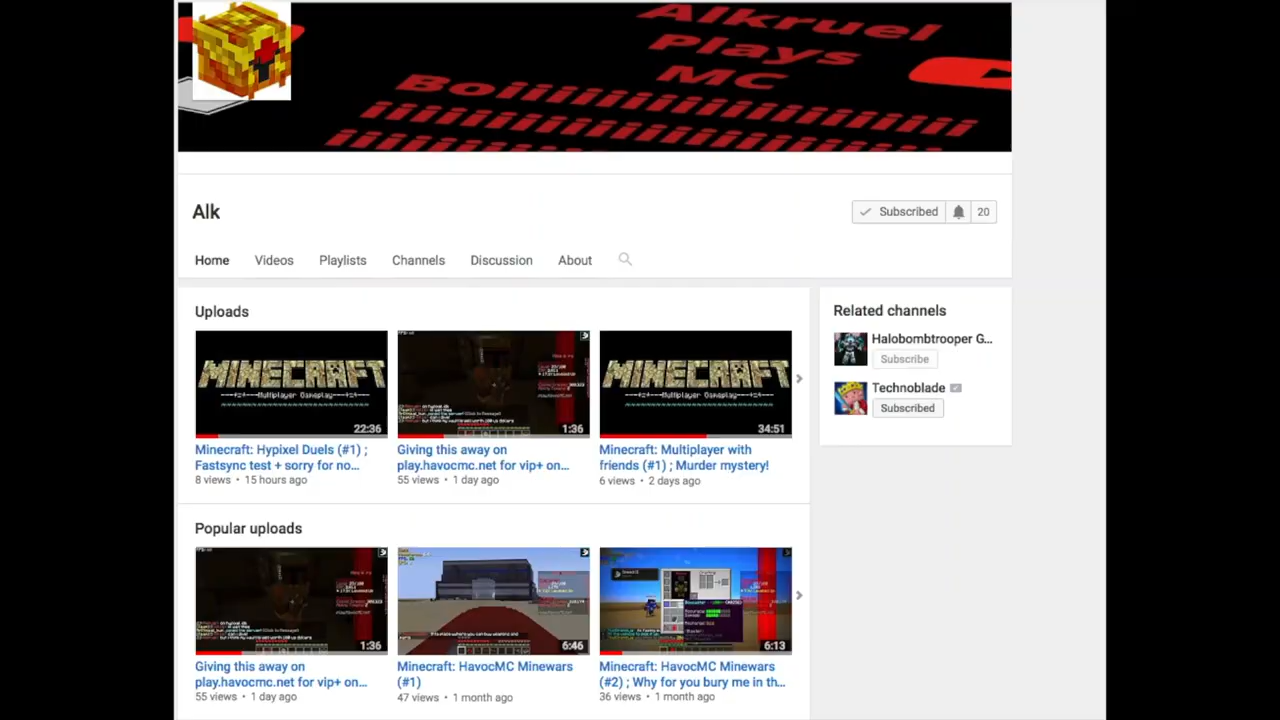 Alkruel
Plays
MC
Boiiiiiiiiiiiiiiiiiiiiiii
Alk
Subscribed 20
Home Videos Playlists Channels Discussion About
Uploads
MINECRAFT
Multiplayer Gameplay
22:36
1:36
MINECRAFT
Multiplayer Gameplay
34:51
Minecraft: Hypixel Duels (#1) ;
Fastsync test + sorry for no...
8 views • 15 hours ago
Giving this away on
play.havocmc.net for vip+ on...
55 views • 1 day ago
Minecraft: Multiplayer with
friends (#1) ; Murder mystery!
6 views • 2 days ago
Popular uploads
1:36
6:46
6:13
Giving this away on
play.havocmc.net for vip+ on...
55 views • 1 day ago
Minecraft: HavocMC Minewars
(#1)
47 views • 1 month ago
Minecraft: HavocMC Minewars
(#2) ; Why for you bury me in th...
36 views • 1 month ago
Related channels
Halobombtrooper G...
Subscribe
Technoblade
Subscribed